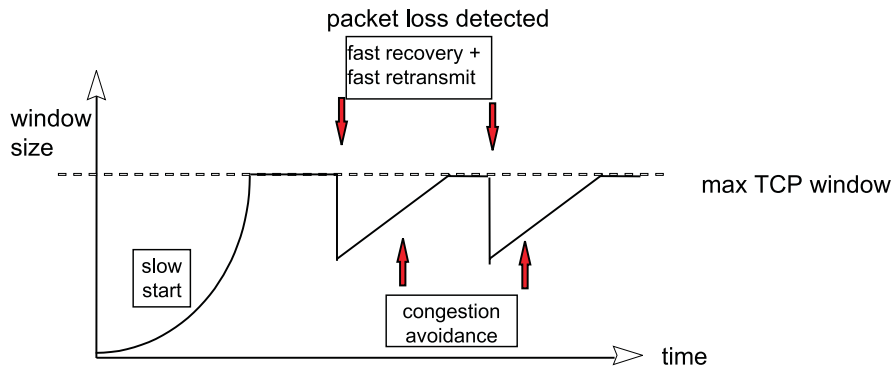 packet loss detected
fast recovery +
fast retransmit
window
size
max TCP window
slow
start
congestion
avoidance
time